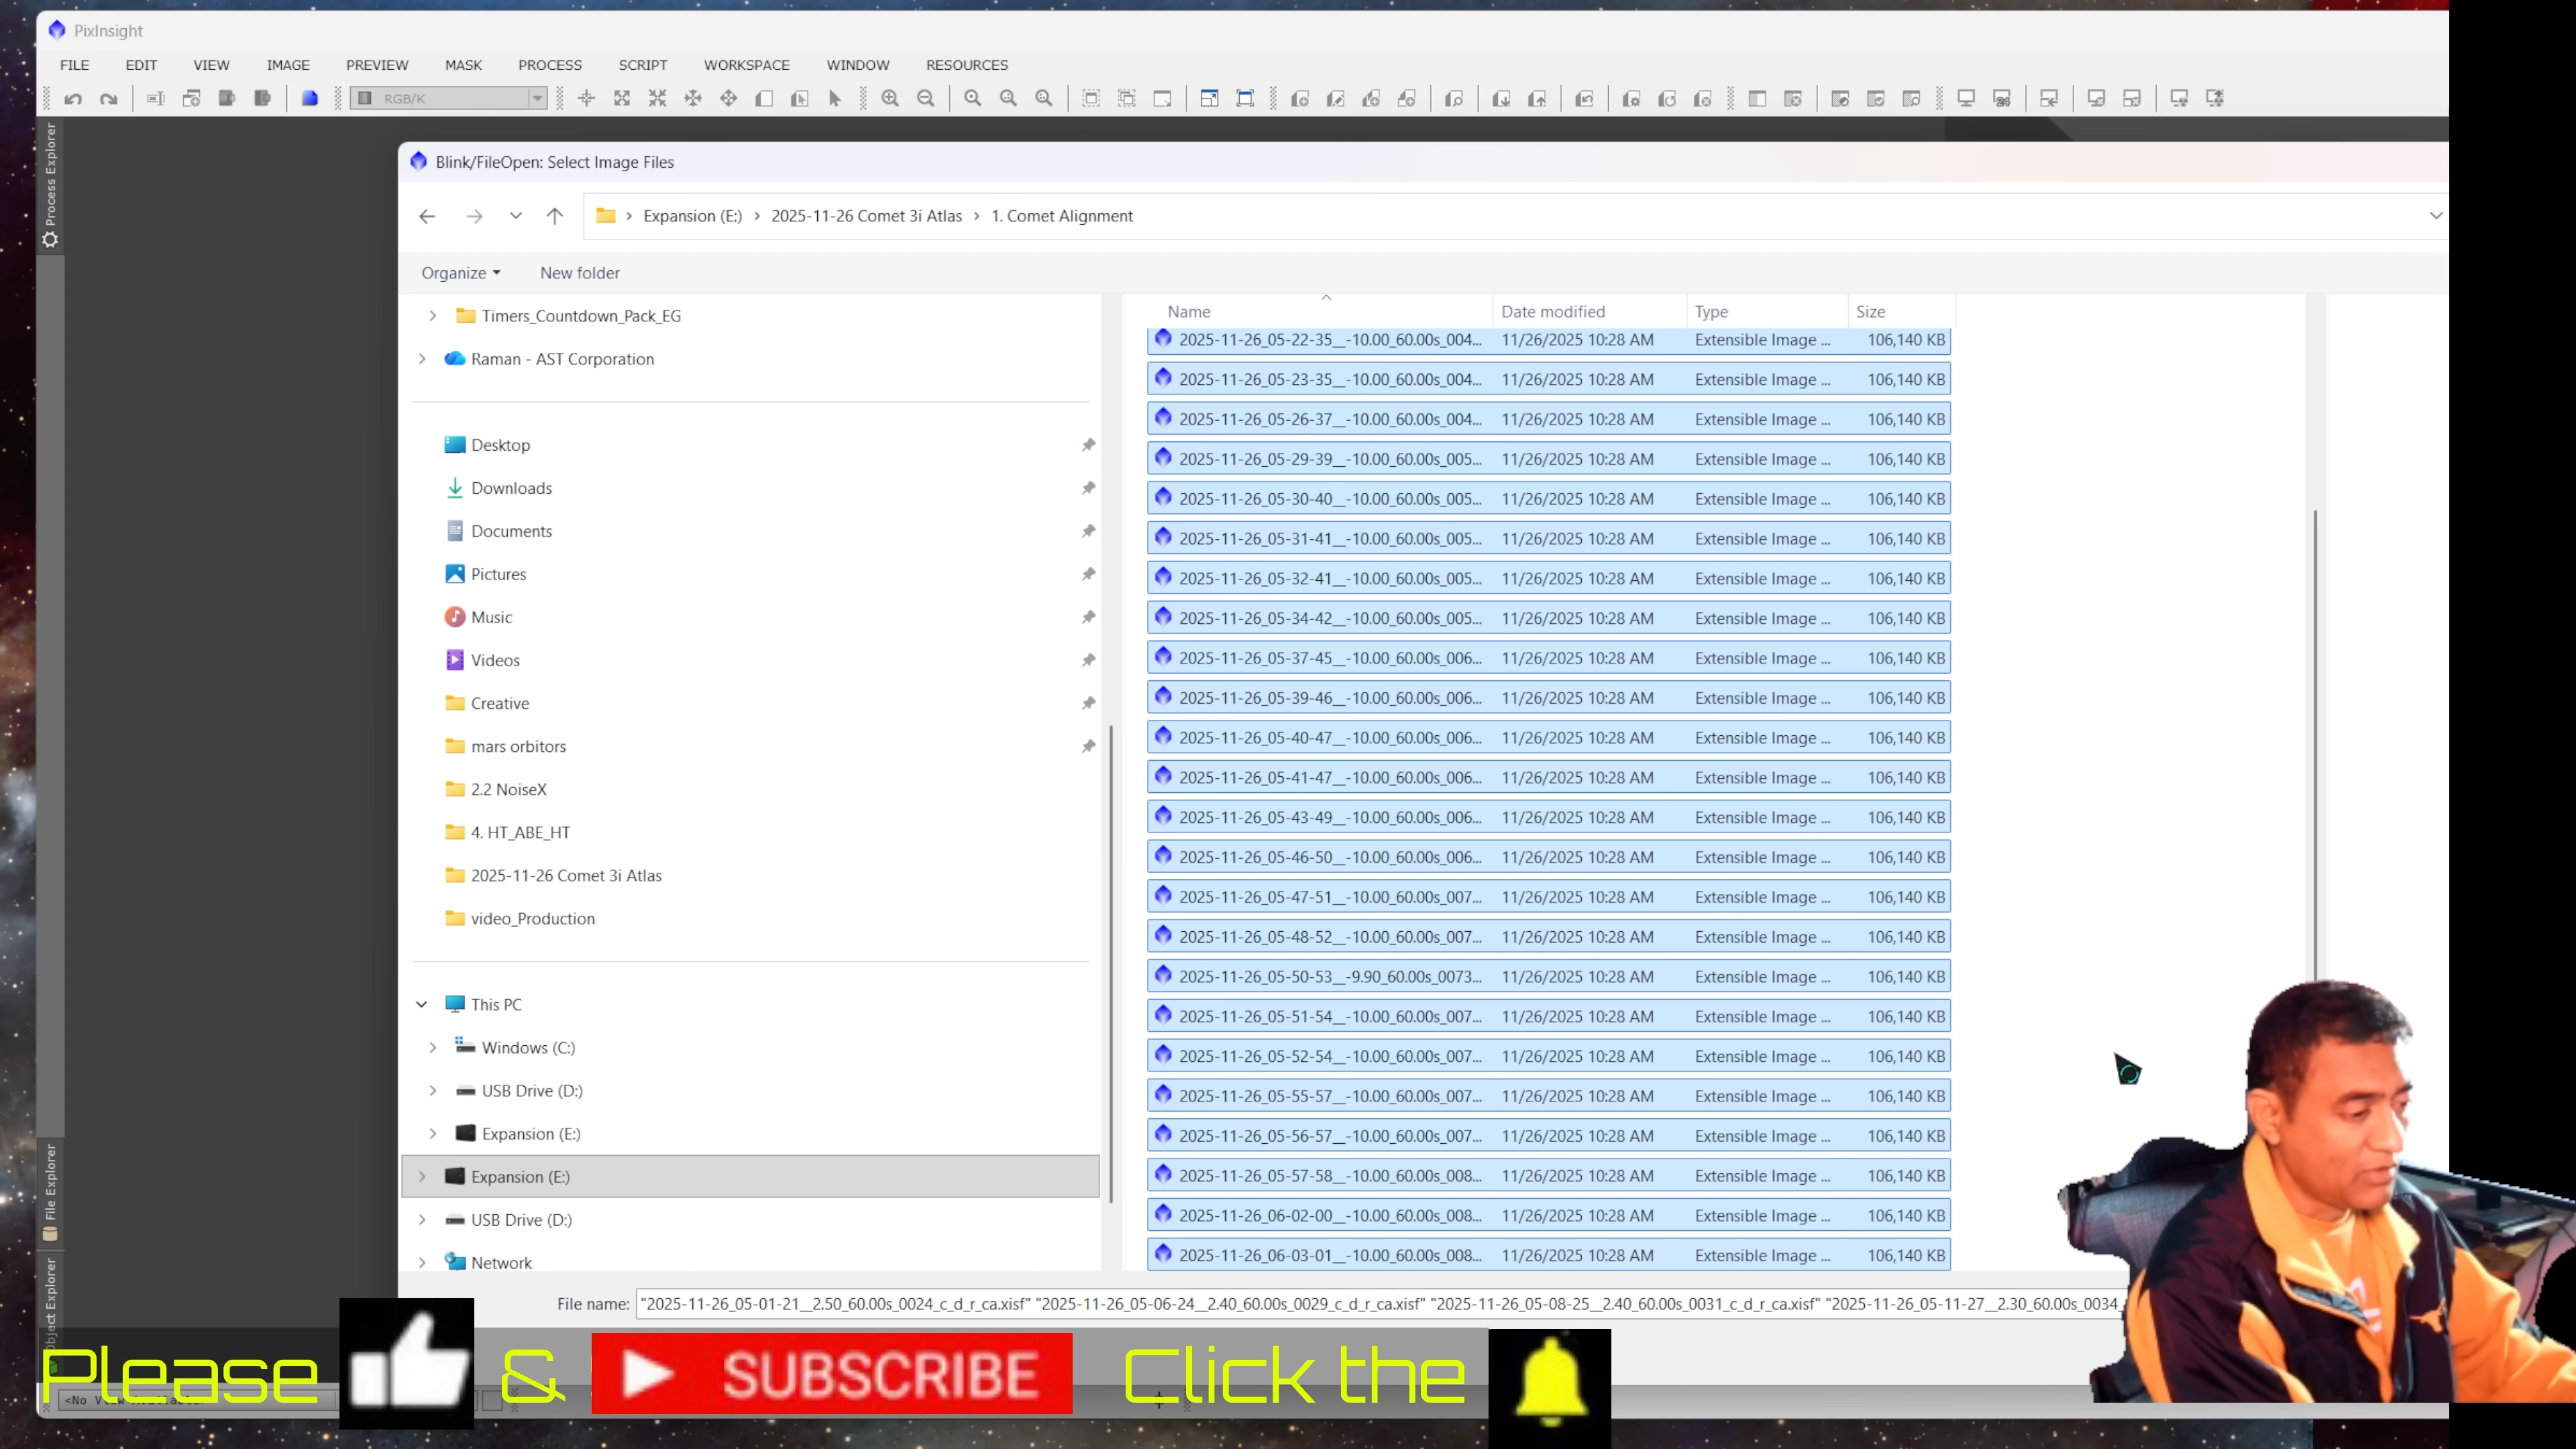 PixInsight
FILE EDIT VIEW IMAGE PREVIEW MASK PROCESS SCRIPT WORKSPACE WINDOW RESOURCES
RGB/K
Process Explorer
Blink/FileOpen: Select Image Files
Expansion (E:) › 2025-11-26 Comet 3i Atlas › 1. Comet Alignment
Organize New folder
Timers_Countdown_Pack_EG
Raman - AST Corporation
Desktop
Downloads
Documents
Pictures
Music
Videos
Creative
mars orbitors
2.2 NoiseX
4. HT_ABE_HT
2025-11-26 Comet 3i Atlas
video_Production
This PC
Windows (C:)
USB Drive (D:)
Expansion (E:)
Expansion (E:)
USB Drive (D:)
Network
Name Date modified Type Size
2025-11-26_05-22-35__-10.00_60.00s_004... 11/26/2025 10:28 AM Extensible Image ... 106,140 KB
2025-11-26_05-23-35__-10.00_60.00s_004... 11/26/2025 10:28 AM Extensible Image ... 106,140 KB
2025-11-26_05-26-37__-10.00_60.00s_004... 11/26/2025 10:28 AM Extensible Image ... 106,140 KB
2025-11-26_05-29-39__-10.00_60.00s_005... 11/26/2025 10:28 AM Extensible Image ... 106,140 KB
2025-11-26_05-30-40__-10.00_60.00s_005... 11/26/2025 10:28 AM Extensible Image ... 106,140 KB
2025-11-26_05-31-41__-10.00_60.00s_005... 11/26/2025 10:28 AM Extensible Image ... 106,140 KB
2025-11-26_05-32-41__-10.00_60.00s_005... 11/26/2025 10:28 AM Extensible Image ... 106,140 KB
2025-11-26_05-34-42__-10.00_60.00s_005... 11/26/2025 10:28 AM Extensible Image ... 106,140 KB
2025-11-26_05-37-45__-10.00_60.00s_006... 11/26/2025 10:28 AM Extensible Image ... 106,140 KB
2025-11-26_05-39-46__-10.00_60.00s_006... 11/26/2025 10:28 AM Extensible Image ... 106,140 KB
2025-11-26_05-40-47__-10.00_60.00s_006... 11/26/2025 10:28 AM Extensible Image ... 106,140 KB
2025-11-26_05-41-47__-10.00_60.00s_006... 11/26/2025 10:28 AM Extensible Image ... 106,140 KB
2025-11-26_05-43-49__-10.00_60.00s_006... 11/26/2025 10:28 AM Extensible Image ... 106,140 KB
2025-11-26_05-46-50__-10.00_60.00s_006... 11/26/2025 10:28 AM Extensible Image ... 106,140 KB
2025-11-26_05-47-51__-10.00_60.00s_007... 11/26/2025 10:28 AM Extensible Image ... 106,140 KB
2025-11-26_05-48-52__-10.00_60.00s_007... 11/26/2025 10:28 AM Extensible Image ... 106,140 KB
2025-11-26_05-50-53__-9.90_60.00s_0073... 11/26/2025 10:28 AM Extensible Image ... 106,140 KB
2025-11-26_05-51-54__-10.00_60.00s_007... 11/26/2025 10:28 AM Extensible Image ... 106,140 KB
2025-11-26_05-52-54__-10.00_60.00s_007... 11/26/2025 10:28 AM Extensible Image ... 106,140 KB
2025-11-26_05-55-57__-10.00_60.00s_007... 11/26/2025 10:28 AM Extensible Image ... 106,140 KB
2025-11-26_05-56-57__-10.00_60.00s_007... 11/26/2025 10:28 AM Extensible Image ... 106,140 KB
2025-11-26_05-57-58__-10.00_60.00s_008... 11/26/2025 10:28 AM Extensible Image ... 106,140 KB
2025-11-26_06-02-00__-10.00_60.00s_008... 11/26/2025 10:28 AM Extensible Image ... 106,140 KB
2025-11-26_06-03-01__-10.00_60.00s_008... 11/26/2025 10:28 AM Extensible Image ... 106,140 KB
File Explorer
Object Explorer
File name: "2025-11-26_05-01-21__2.50_60.00s_0024_c_d_r_ca.xisf" "2025-11-26_05-06-24__2.40_60.00s_0029_c_d_r_ca.xisf" "2025-11-26_05-08-25__2.40_60.00s_0031_c_d_r_ca.xisf" "2025-11-26_05-11-27__2.30_60.00s_0034_
Please & SUBSCRIBE Click the
<No